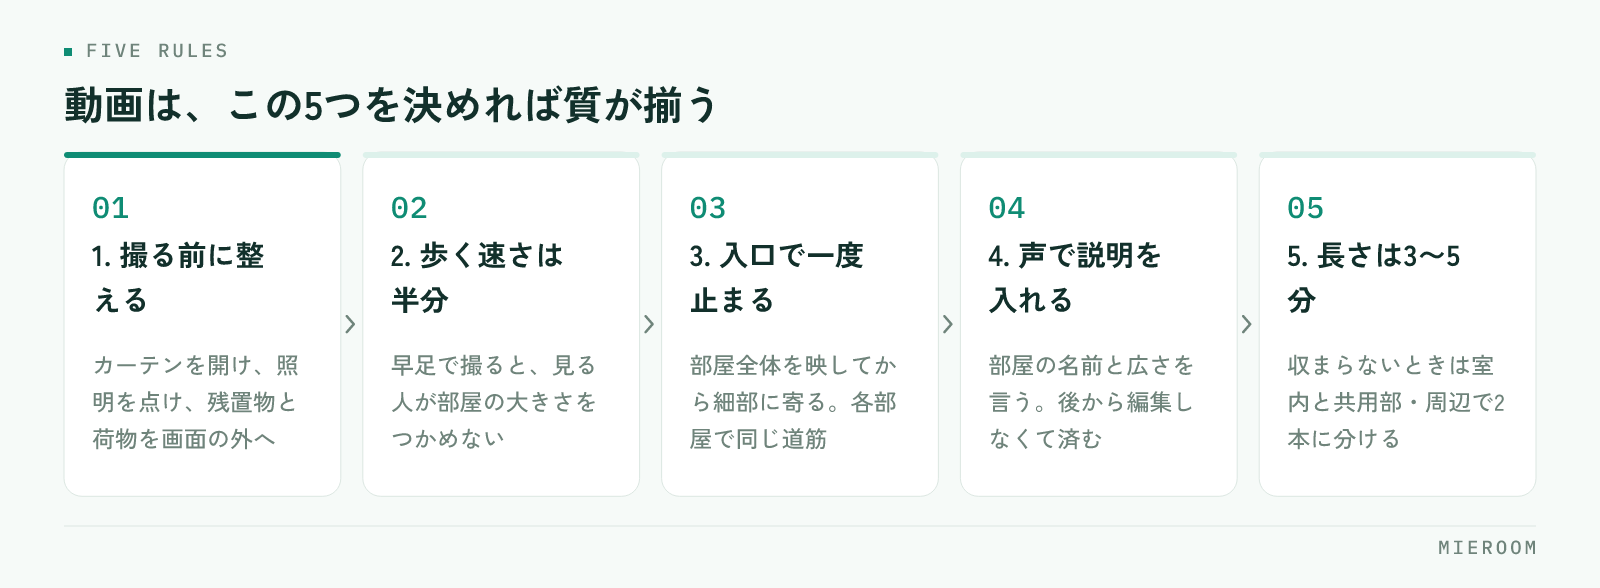 FIVE RULES
動画は、この5つを決めれば質が揃う
01
1. 撮る前に整
える
カーテンを開け、照
明を点け、残置物と
荷物を画面の外へ
02
2. 歩く速さは
半分
早足で撮ると、見る
人が部屋の大きさを
つかめない
03
3. 入口で一度
止まる
部屋全体を映してか
ら細部に寄る。各部
屋で同じ道筋
04
4. 声で説明を
入れる
部屋の名前と広さを
言う。後から編集し
なくて済む
05
5. 長さは3〜5
分
収まらないときは室
内と共用部・周辺で2
本に分ける
MIEROOM